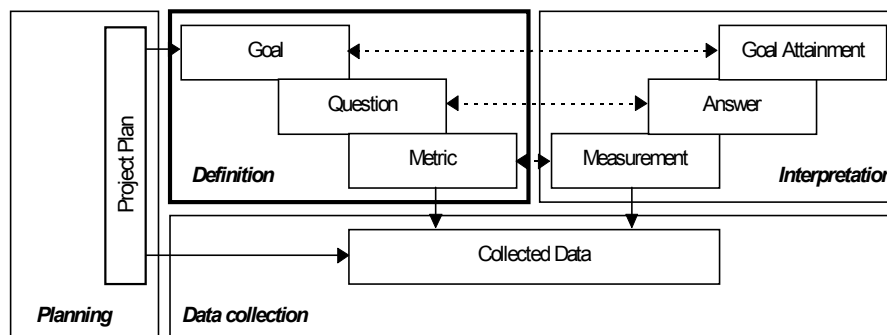 Goal
Goal Attainment
Question
Answer
Metric
Measurement
Definition
Interpretation
Project Plan
Collected Data
Planning
Data collection